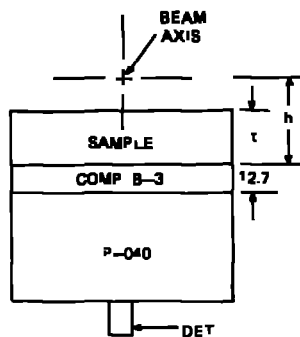 BEAM
AXIS
h
τ
SAMPLE
COMP B-3
12.7
P-040
DET